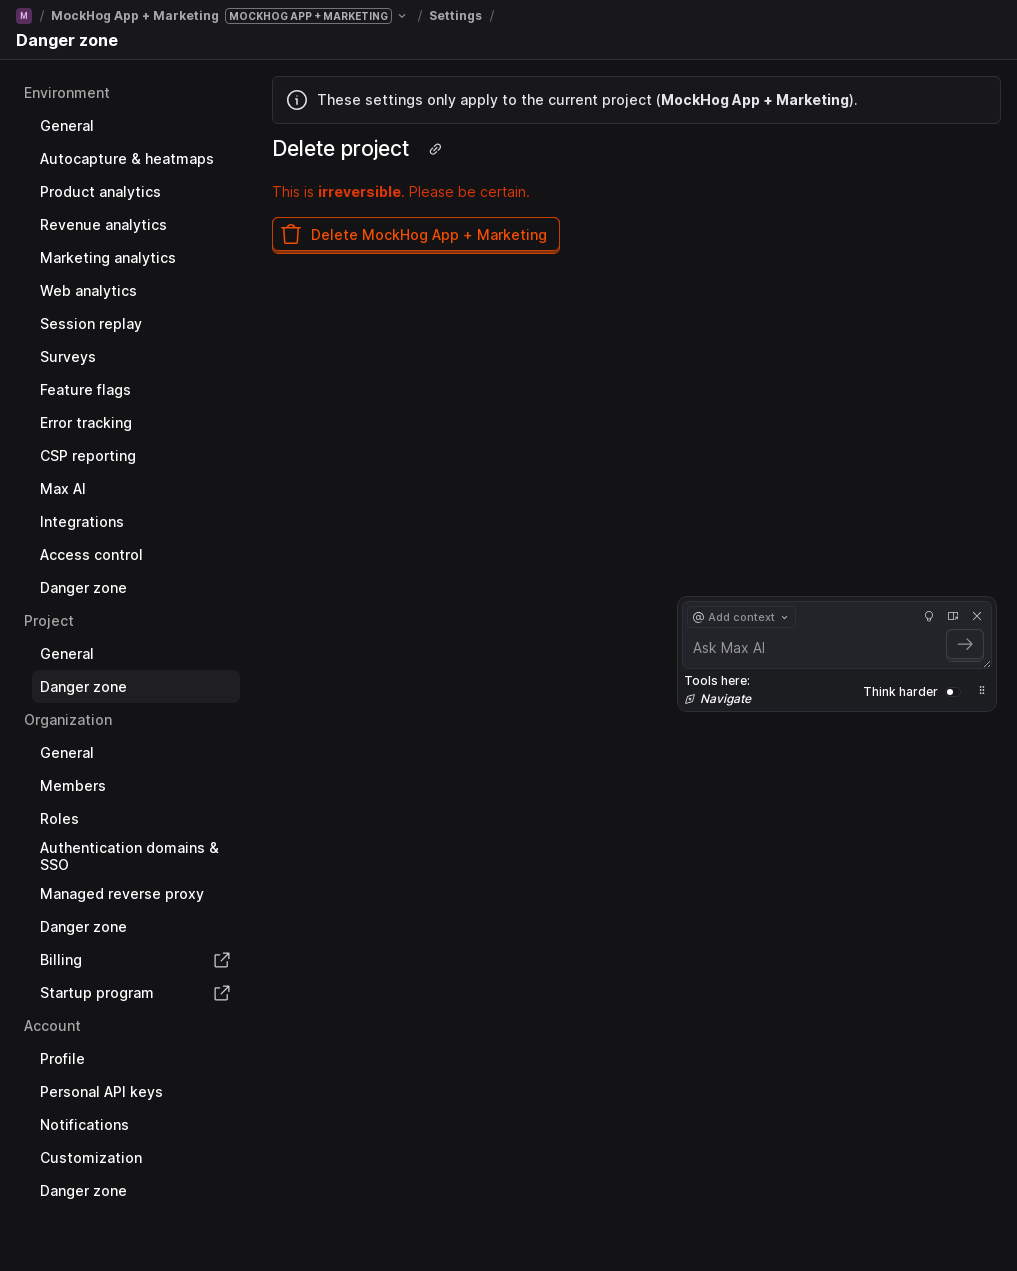 M / MockHog App + Marketing MOCKHOG APP + MARKETING / Settings /
Danger zone
Environment
General
Autocapture & heatmaps
Product analytics
Revenue analytics
Marketing analytics
Web analytics
Session replay
Surveys
Feature flags
Error tracking
CSP reporting
Max AI
Integrations
Access control
Danger zone
Project
General
Danger zone
Organization
General
Members
Roles
Authentication domains &
SSO
Managed reverse proxy
Danger zone
Billing
Startup program
Account
Profile
Personal API keys
Notifications
Customization
Danger zone
These settings only apply to the current project (MockHog App + Marketing).
Delete project
This is irreversible. Please be certain.
Delete MockHog App + Marketing
@ Add context
Ask Max AI
Tools here:
Navigate
Think harder